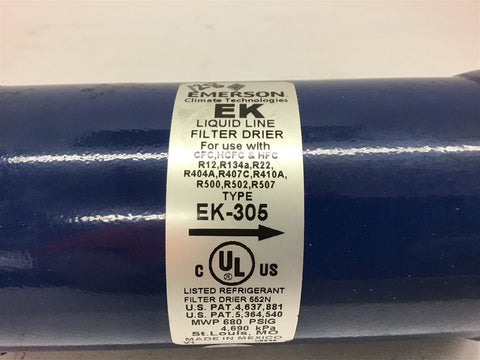 EMERSON
Climate Technologies
EK
LIQUID LINE
FILTER DRIER
For use with
CFC,HCFC & HFC
R12,R134a,R22,
R404A,R407C,R410A,
R500,R502,R507
TYPE
EK-305
C UL US
LISTED REFRIGERANT
FILTER DRIER 552N
U.S. PAT.4,637,881
U.S. PAT.5,364,540
MWP 680 PSIG
4,690 kPa
St.Louis, MO
MADE IN MEXICO
V1